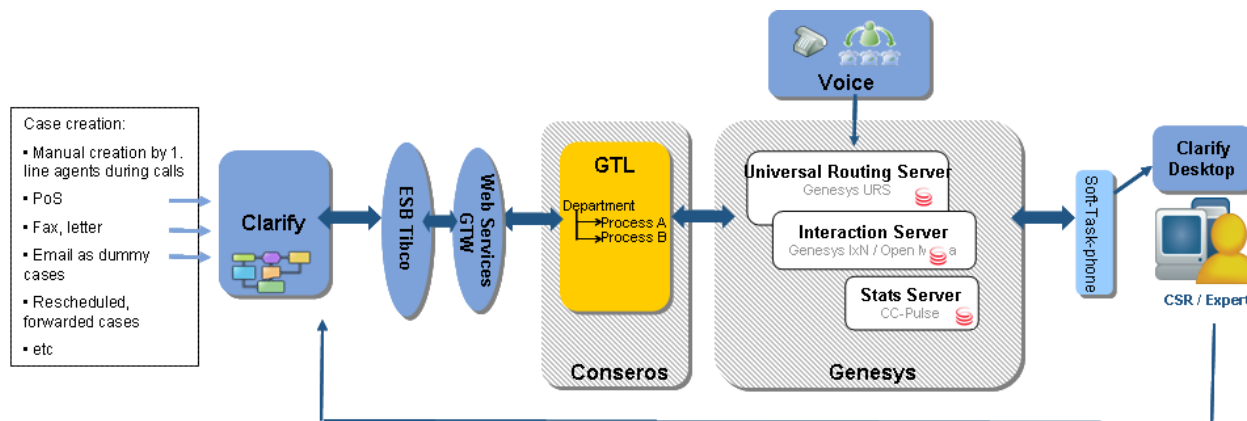 Case creation:
▪ Manual creation by 1.
line agents during calls
▪ PoS
▪ Fax, letter
▪ Email as dummy
cases
▪ Rescheduled,
forwarded cases
▪ etc
Clarify
ESB Tibco
Web Services
GTW
GTL
Department
Process A
Process B
Conseros
Voice
Universal Routing Server
Genesys URS
Interaction Server
Genesys IxN / Open M a
Stats Server
CC-Pulse
Genesys
Soft-Task-phone
Clarify
Desktop
CSR / Expert